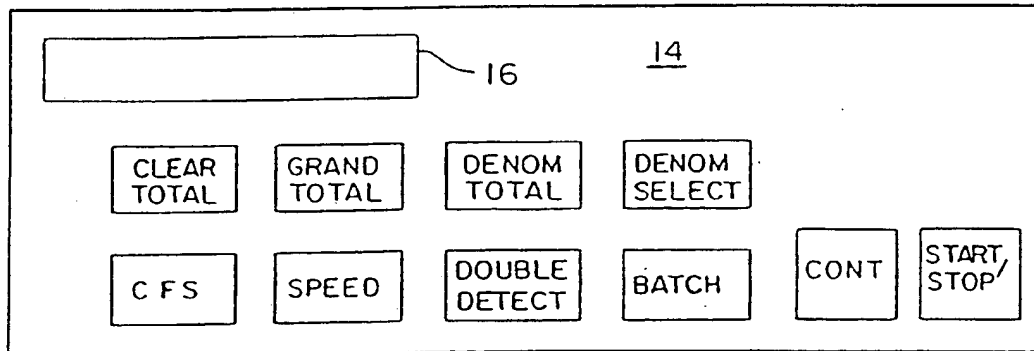 16
14
CLEAR
TOTAL
GRAND
TOTAL
DENOM
TOTAL
DENOM
SELECT
CFS
SPEED
DOUBLE
DETECT
BATCH
CONT
START/
STOP